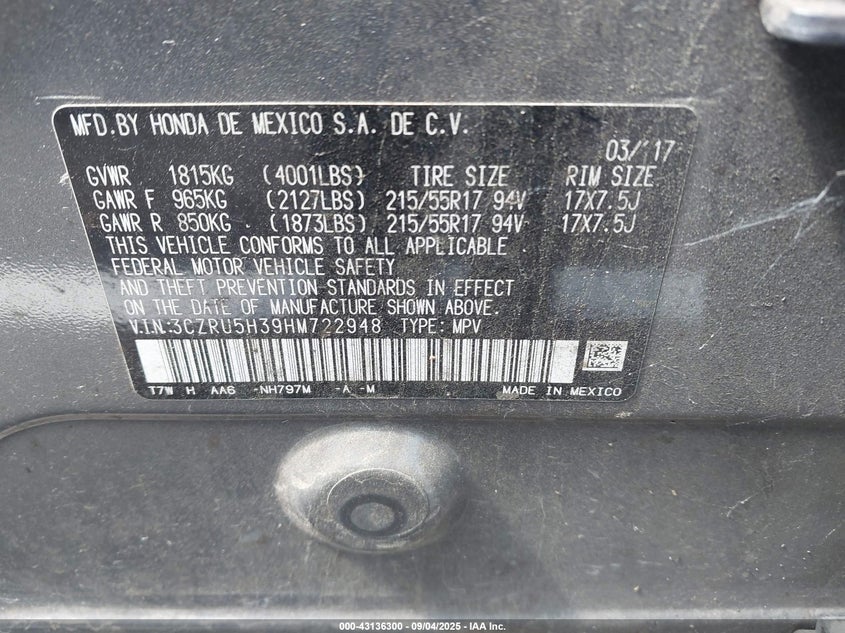 MFD.BY HONDA DE MEXICO S.A. DE C.V.
03/'17
GVWR 1815KG (4001LBS) TIRE SIZE RIM SIZE
GAWR F 965KG (2127LBS) 215/55R17 94V 17X7.5J
GAWR R 850KG (1873LBS) 215/55R17 94V 17X7.5J
THIS VEHICLE CONFORMS TO ALL APPLICABLE
FEDERAL MOTOR VEHICLE SAFETY
AND THEFT PREVENTION STANDARDS IN EFFECT
ON THE DATE OF MANUFACTURE SHOWN ABOVE.
V.I.N:3CZRU5H39HM722948 TYPE: MPV
T7W H AA6 -NH797M -A -M MADE IN MEXICO
000-43136300 - 09/04/2025 - IAA Inc.